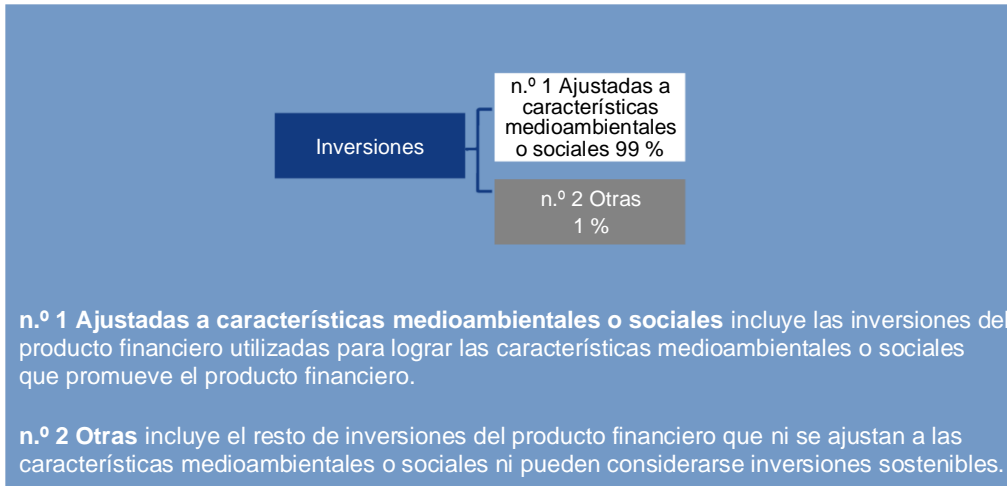 Inversiones
n.º 1 Ajustadas a
características
medioambientales
o sociales 99 %
n.º 2 Otras
1 %
n.º 1 Ajustadas a características medioambientales o sociales incluye las inversiones del
producto financiero utilizadas para lograr las características medioambientales o sociales
que promueve el producto financiero.
n.º 2 Otras incluye el resto de inversiones del producto financiero que ni se ajustan a las
características medioambientales o sociales ni pueden considerarse inversiones sostenibles.